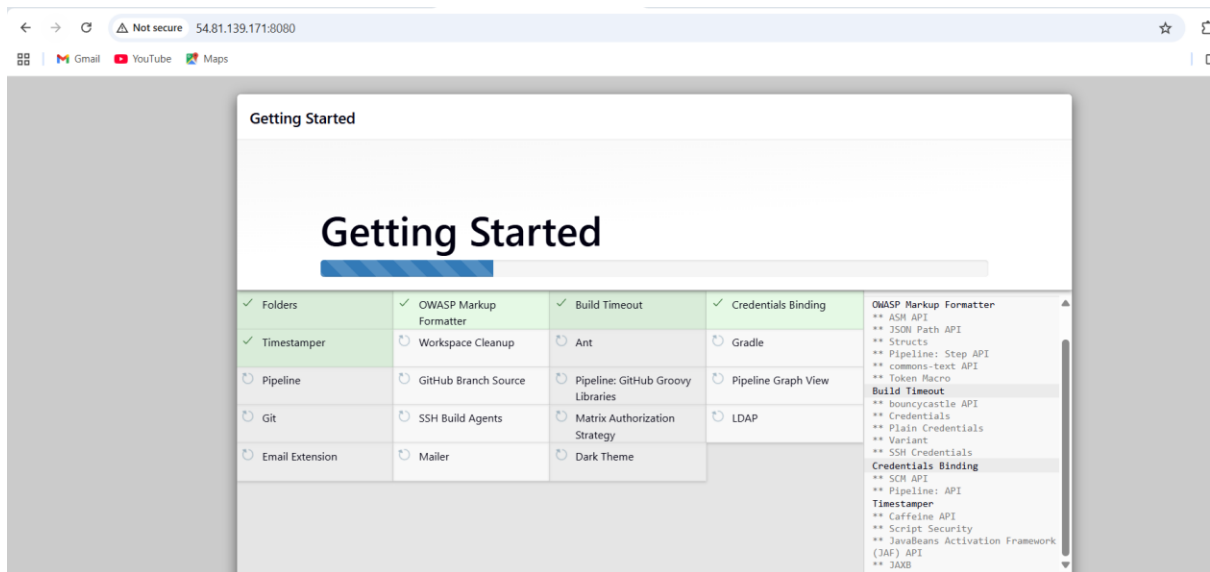 Not secure 54.81.139.171:8080
Gmail YouTube Maps
Getting Started
Getting Started
Folders
OWASP Markup Formatter
Build Timeout
Credentials Binding
Timestamper
Workspace Cleanup
Ant
Gradle
Pipeline
GitHub Branch Source
Pipeline: GitHub Groovy Libraries
Pipeline Graph View
Git
SSH Build Agents
Matrix Authorization Strategy
LDAP
Email Extension
Mailer
Dark Theme
OWASP Markup Formatter
** ASM API
** JSON Path API
** Structs
** Pipeline: Step API
** commons-text API
** Token Macro
Build Timeout
** bouncycastle API
** Credentials
** Plain Credentials
** Variant
** SSH Credentials
Credentials Binding
** SCM API
** Pipeline: API
Timestamper
** Caffeine API
** Script Security
** JavaBeans Activation Framework
(JAF) API
** JAXB